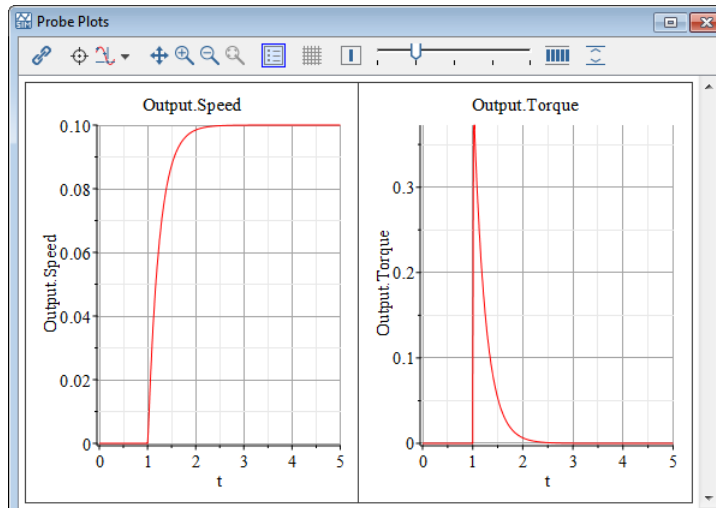 Probe Plots
Output.Speed
0.10
0.08
0.06
0.04
0.02
0
Output.Speed
0 1 2 3 4 5
t
Output.Torque
0.3
0.2
0.1
0
Output.Torque
0 1 2 3 4 5
t